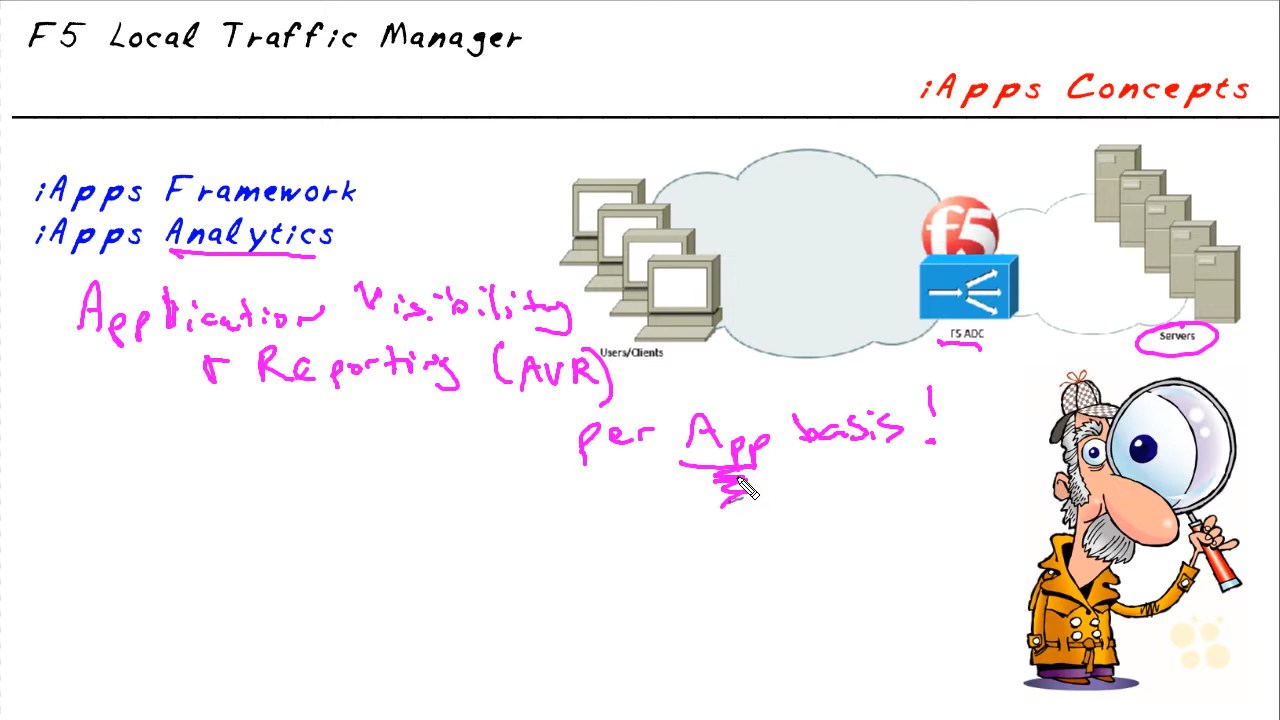 F5 Local Traffic Manager
iApps Concepts
iApps Framework
iApps Analytics
Application Visibility
+ Reporting (AVR)
per App basis!
f5
F5 ADC
Servers
Users/Clients